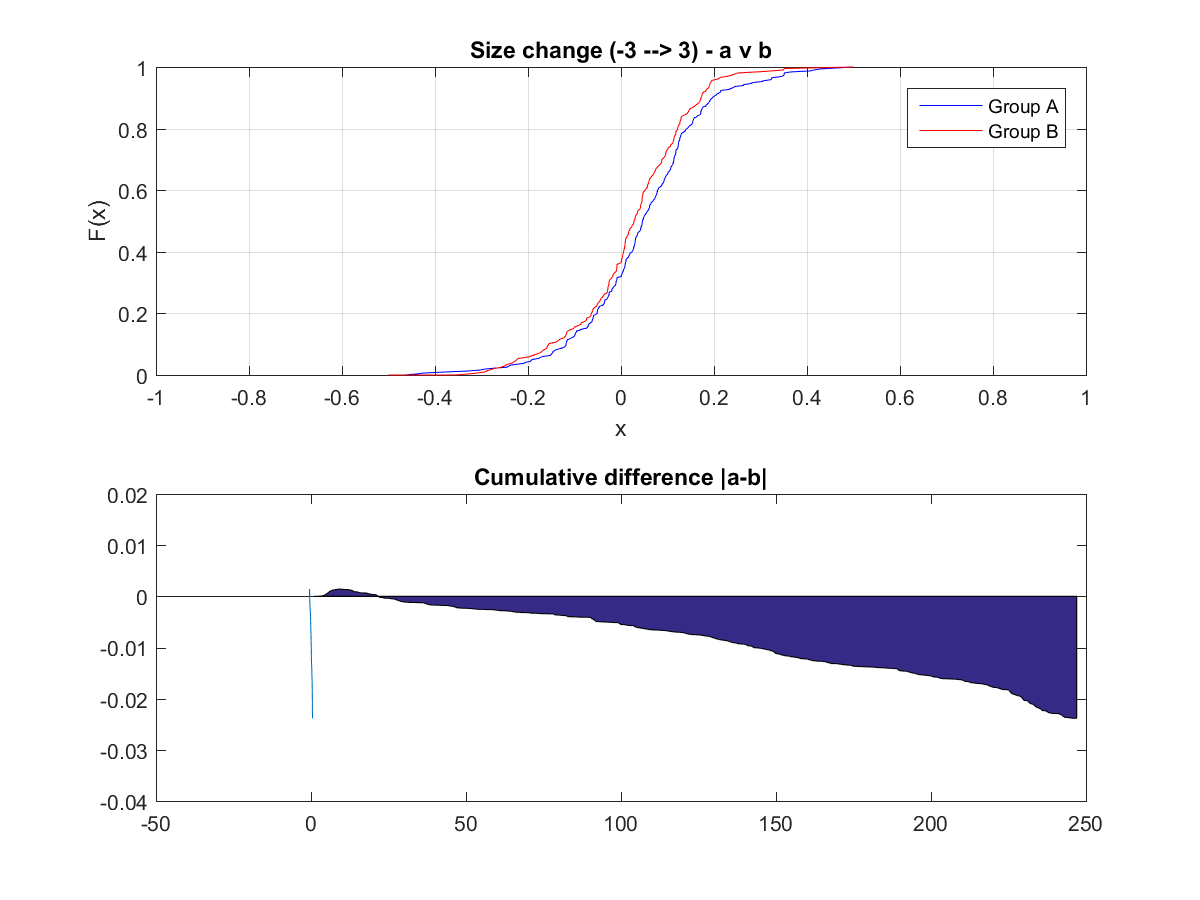 Size change (-3 --> 3) - a v b
1
0.8
0.6
0.4
0.2
0
F(x)
Group A
Group B
-1 -0.8 -0.6 -0.4 -0.2 0 0.2 0.4 0.6 0.8 1
x
Cumulative difference |a-b|
0.02
0.01
0
-0.01
-0.02
-0.03
-0.04
-50 0 50 100 150 200 250